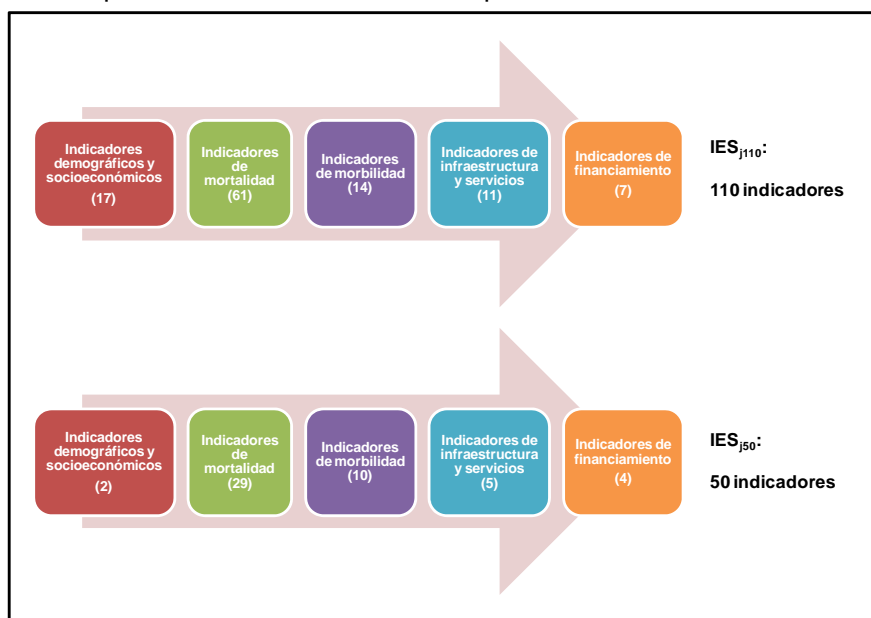 Indicadores
demográficos y
socioeconómicos
(17)
Indicadores
de
mortalidad
(61)
Indicadores
de morbilidad
(14)
Indicadores de
infraestructura
y servicios
(11)
Indicadores de
financiamiento
(7)
IESj110:
110 indicadores
Indicadores
demográficos y
socioeconómicos
(2)
Indicadores
de
mortalidad
(29)
Indicadores
de morbilidad
(10)
Indicadores de
infraestructura
y servicios
(5)
Indicadores de
financiamiento
(4)
IESj50:
50 indicadores